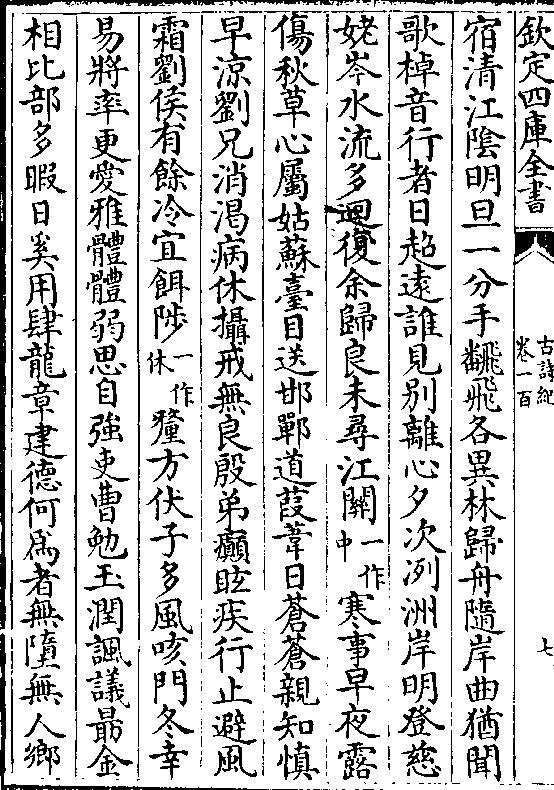 欽定四庫全書
古詩紀
卷一百
七
宿清江陰明旦一分手翻飛各異林歸舟隨岸曲猶聞
歌棹音行者日超遠誰見别離心夕次冽洲岸明登慈
姥岑水流多迴復余歸良未尋江關一作中寒事早夜露
傷秋草心屬姑蘇臺目送邯鄲道葭葦日蒼蒼親知慎
早涼劉兄消渴病休攝戒無良殷弟癲眩疾行止避風
霜劉侯有餘冷宜餌陟一作休釐方伏子多風咳門冬幸
易將率更愛雅體體弱思自強吏曹勉玉潤諷議最金
相比部多暇日奚用肆龍章建德何為者無墮無人鄉